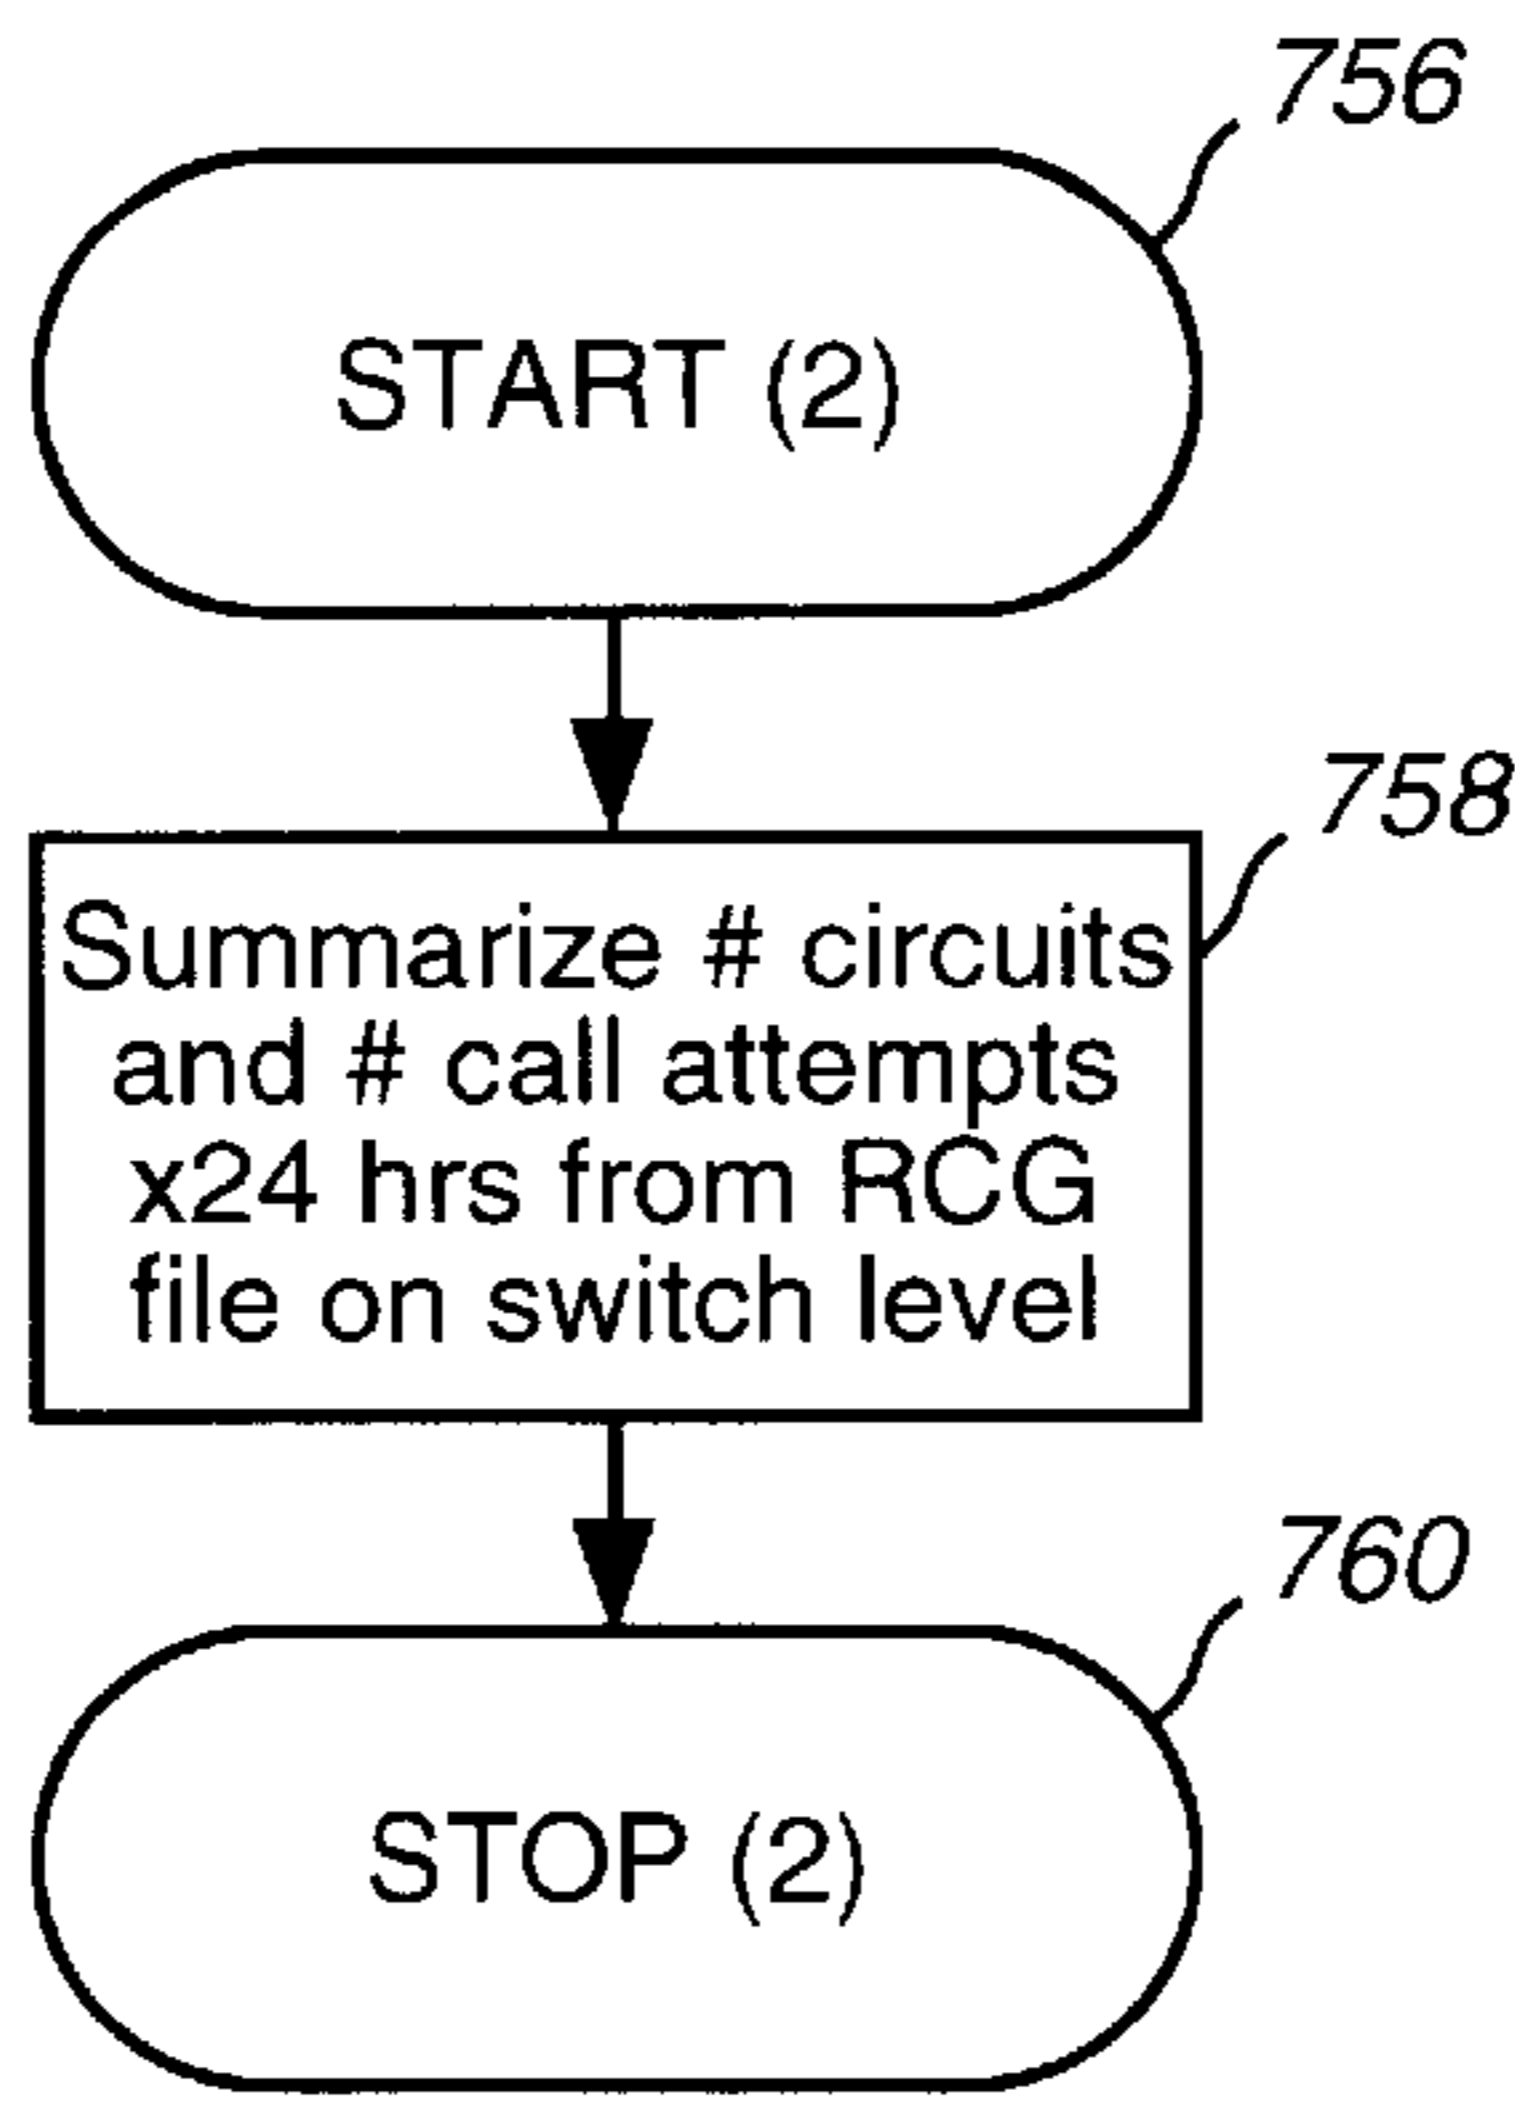 756
START (2)
758
Summarize # circuits
and # call attempts
x24 hrs from RCG
file on switch level
760
STOP (2)